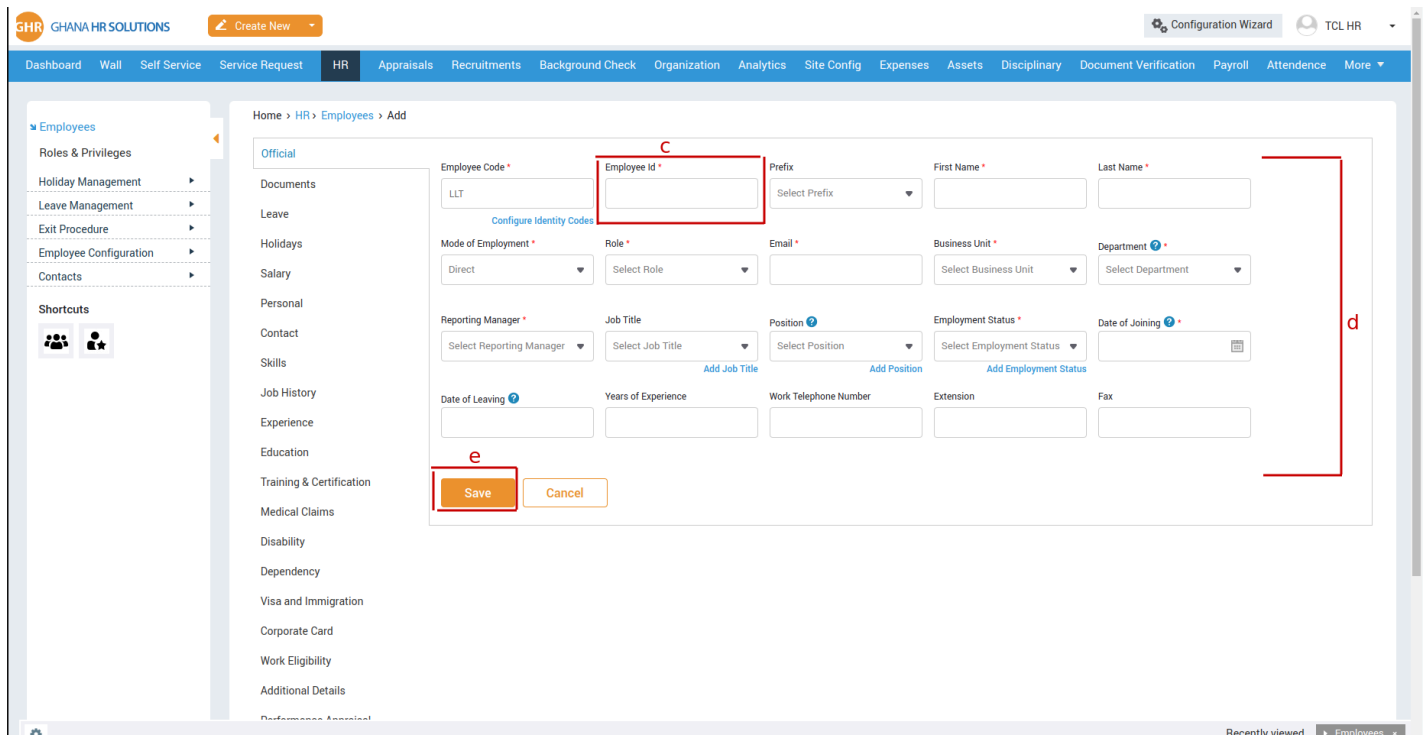 GHR GHANA HR SOLUTIONS Create New Configuration Wizard TCL HR
Dashboard Wall Self Service Service Request HR Appraisals Recruitments Background Check Organization Analytics Site Config Expenses Assets Disciplinary Document Verification Payroll Attendence More
Employees
Roles & Privileges
Holiday Management
Leave Management
Exit Procedure
Employee Configuration
Contacts
Shortcuts
Home > HR > Employees > Add
Official
Documents
Leave
Holidays
Salary
Personal
Contact
Skills
Job History
Experience
Education
Training & Certification
Medical Claims
Disability
Dependency
Visa and Immigration
Corporate Card
Work Eligibility
Additional Details
Performance Appraisal
c
Employee Code * Employee Id * Prefix First Name * Last Name *
LLT Select Prefix
Configure Identity Codes
Mode of Employment * Role * Email * Business Unit * Department ? *
Direct Select Role Select Business Unit Select Department
Reporting Manager * Job Title Position ? Employment Status * Date of Joining ? *
d
Select Reporting Manager Select Job Title Select Position Select Employment Status
Add Job Title Add Position Add Employment Status
Date of Leaving ? Years of Experience Work Telephone Number Extension Fax
e
Save Cancel
Recently viewed Employees